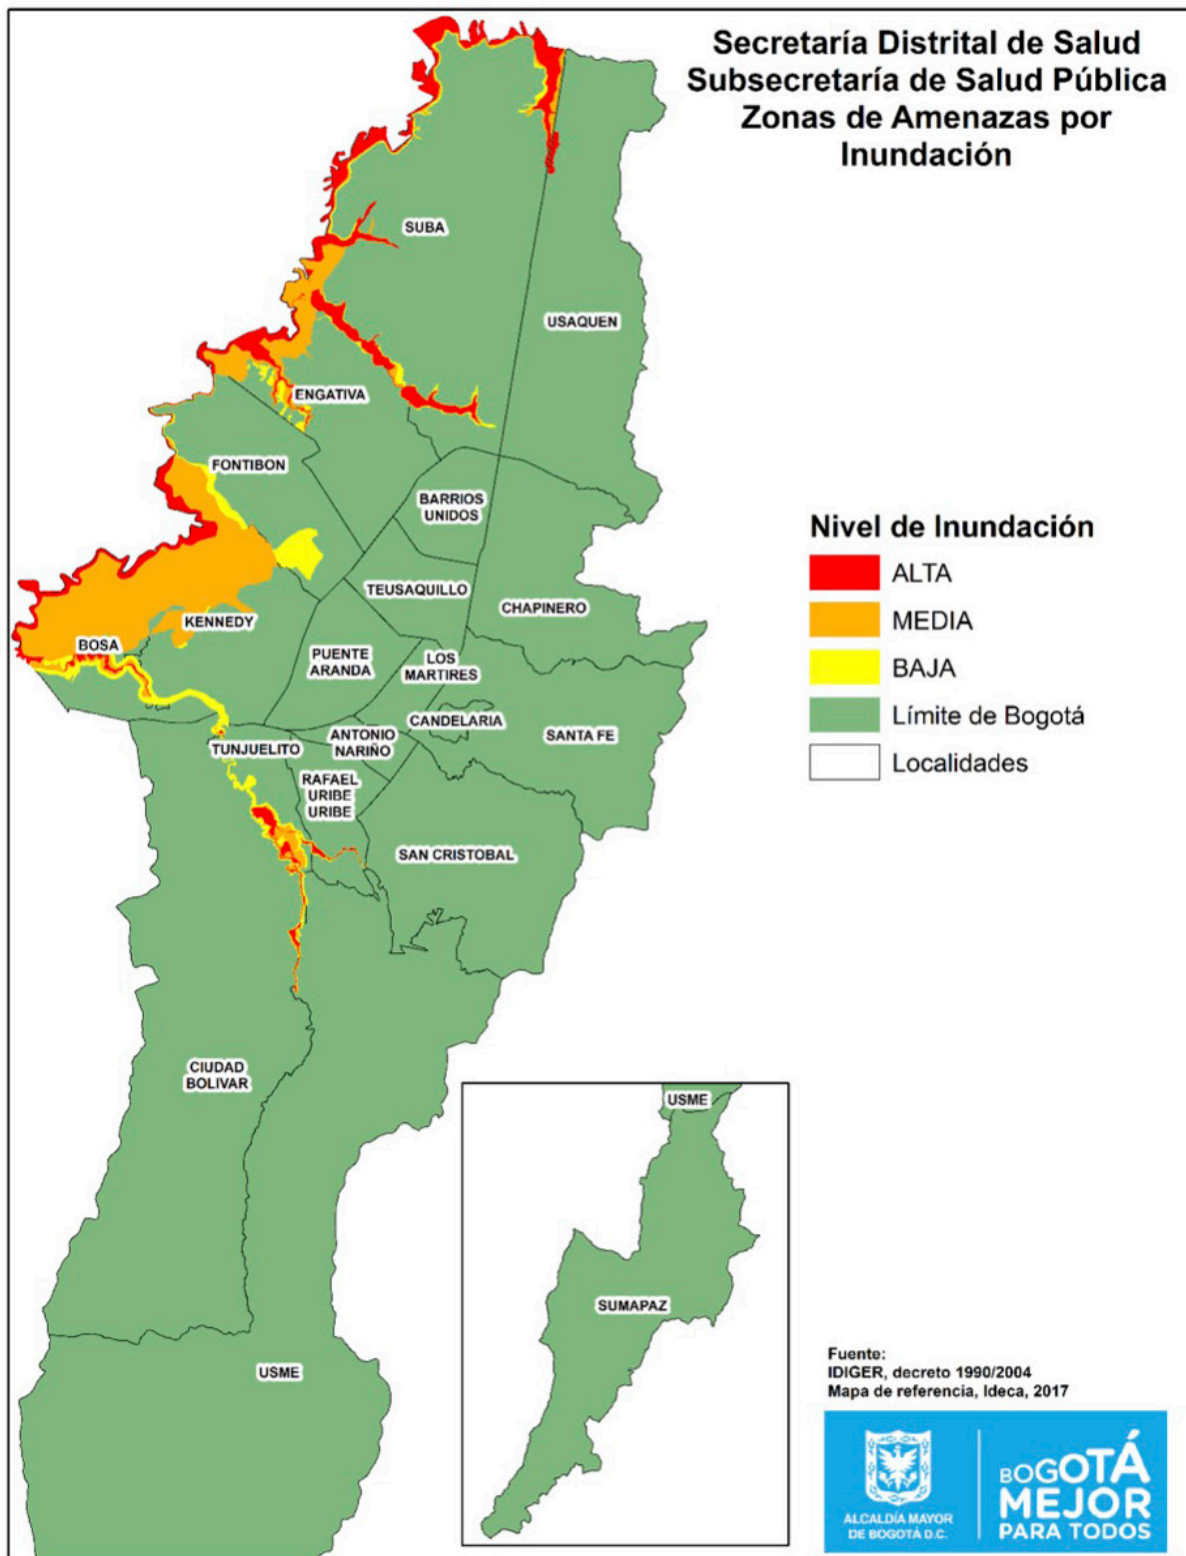 Secretaría Distrital de Salud
Subsecretaría de Salud Pública
Zonas de Amenazas por
Inundación
SUBA
USAQUEN
ENGATIVA
FONTIBON
BARRIOS
UNIDOS
TEUSAQUILLO
CHAPINERO
KENNEDY
BOSA
PUENTE
ARANDA
LOS
MARTIRES
CANDELARIA
SANTA FE
ANTONIO
NARIÑO
TUNJUELITO
RAFAEL
URIBE
URIBE
SAN CRISTOBAL
CIUDAD
BOLIVAR
USME
USME
SUMAPAZ
Nivel de Inundación
ALTA
MEDIA
BAJA
Límite de Bogotá
Localidades
Fuente:
IDIGER, decreto 1990/2004
Mapa de referencia, Ideca, 2017
ALCALDÍA MAYOR
DE BOGOTÁ D.C.
BOGOTÁ
MEJOR
PARA TODOS